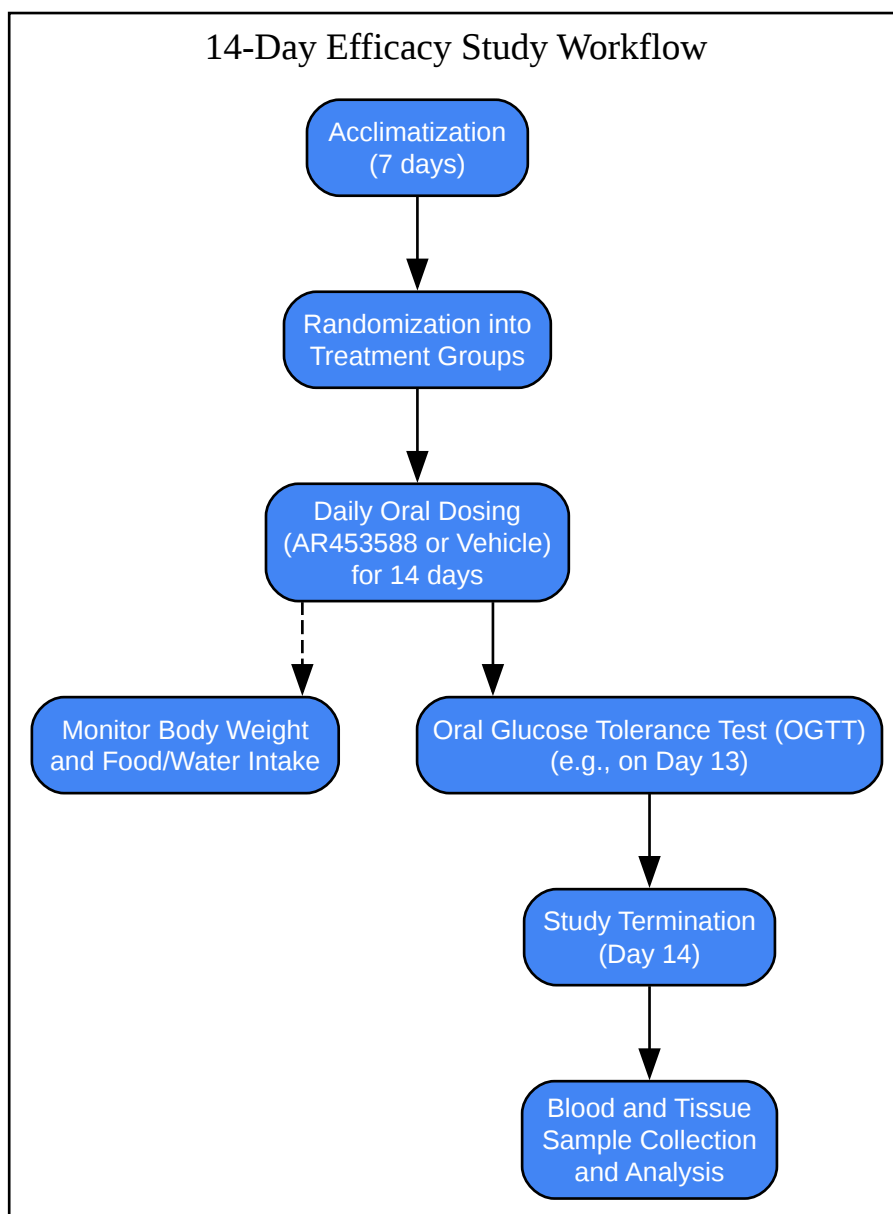 14-Day Efficacy Study Workflow
Acclimatization
(7 days)
Randomization into
Treatment Groups
Daily Oral Dosing
(AR453588 or Vehicle)
for 14 days
Monitor Body Weight
and Food/Water Intake
Oral Glucose Tolerance Test (OGTT)
(e.g., on Day 13)
Study Termination
(Day 14)
Blood and Tissue
Sample Collection
and Analysis